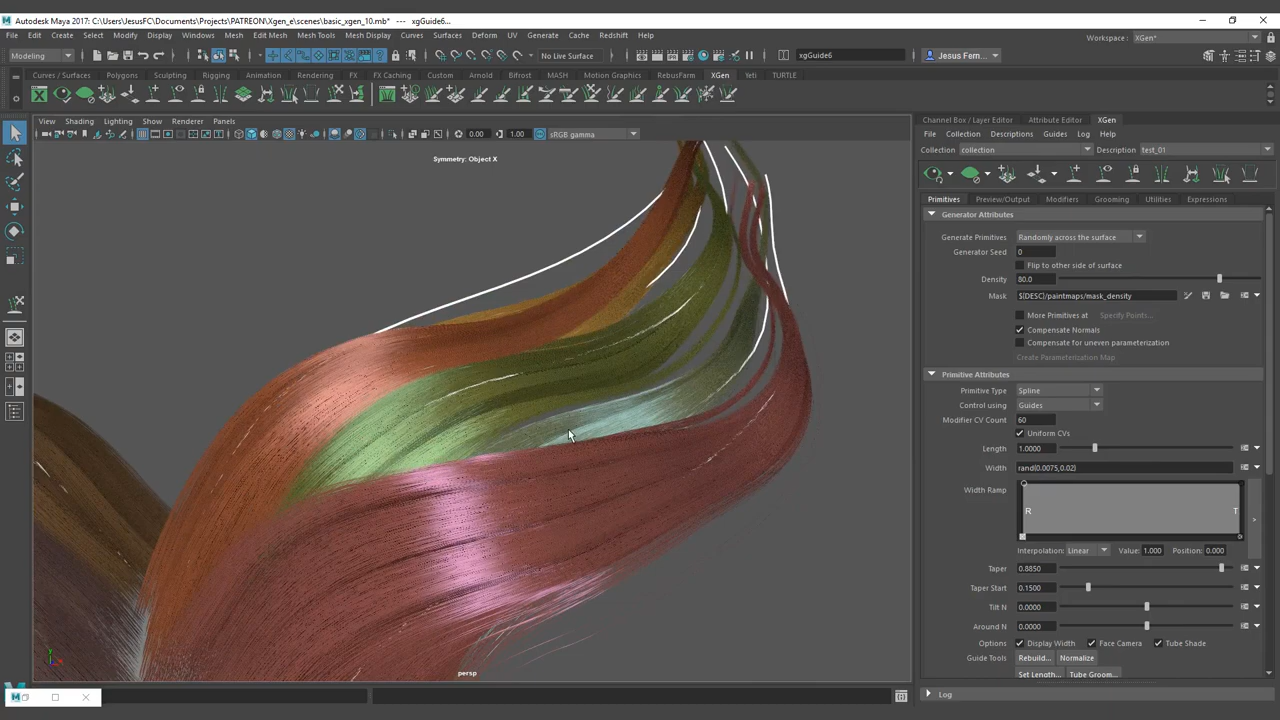 Autodesk Maya 2017: C:\Users\JesusFC\Documents\Projects\PATREON\Xgen_e\scenes\basic_xgen_10.mb* --- xgGuide6...
File Edit Create Select Modify Display Windows Mesh Edit Mesh Mesh Tools Mesh Display Curves Surfaces Deform UV Generate Cache Redshift Help
Workspace : XGen*
Modeling
No Live Surface
xgGuide6
Jesus Fern...
Curves / Surfaces Polygons Sculpting Rigging Animation Rendering FX FX Caching Custom Arnold Bifrost MASH Motion Graphics RebusFarm XGen Yeti TURTLE
View Shading Lighting Show Renderer Panels
0.00 1.00 sRGB gamma
Symmetry: Object X
persp
Channel Box / Layer Editor Attribute Editor XGen
File Collection Descriptions Guides Log Help
Collection collection Description test_01
Primitives Preview/Output Modifiers Grooming Utilities Expressions
Generator Attributes
Generate Primitives Randomly across the surface
Generator Seed 0
Flip to other side of surface
Density 80.0
Mask ${DESC}/paintmaps/mask_density
More Primitives at Specify Points...
Compensate Normals
Compensate for uneven parameterization
Create Parameterization Map
Primitive Attributes
Primitive Type Spline
Control using Guides
Modifier CV Count 60
Uniform CVs
Length 1.0000
Width rand(0.0075,0.02)
Width Ramp
R T
>
Interpolation: Linear Value: 1.000 Position: 0.000
Taper 0.8850
Taper Start 0.1500
Tilt N 0.0000
Around N 0.0000
Options Display Width Face Camera Tube Shade
Guide Tools Rebuild... Normalize
Set Length... Tube Groom...
Log